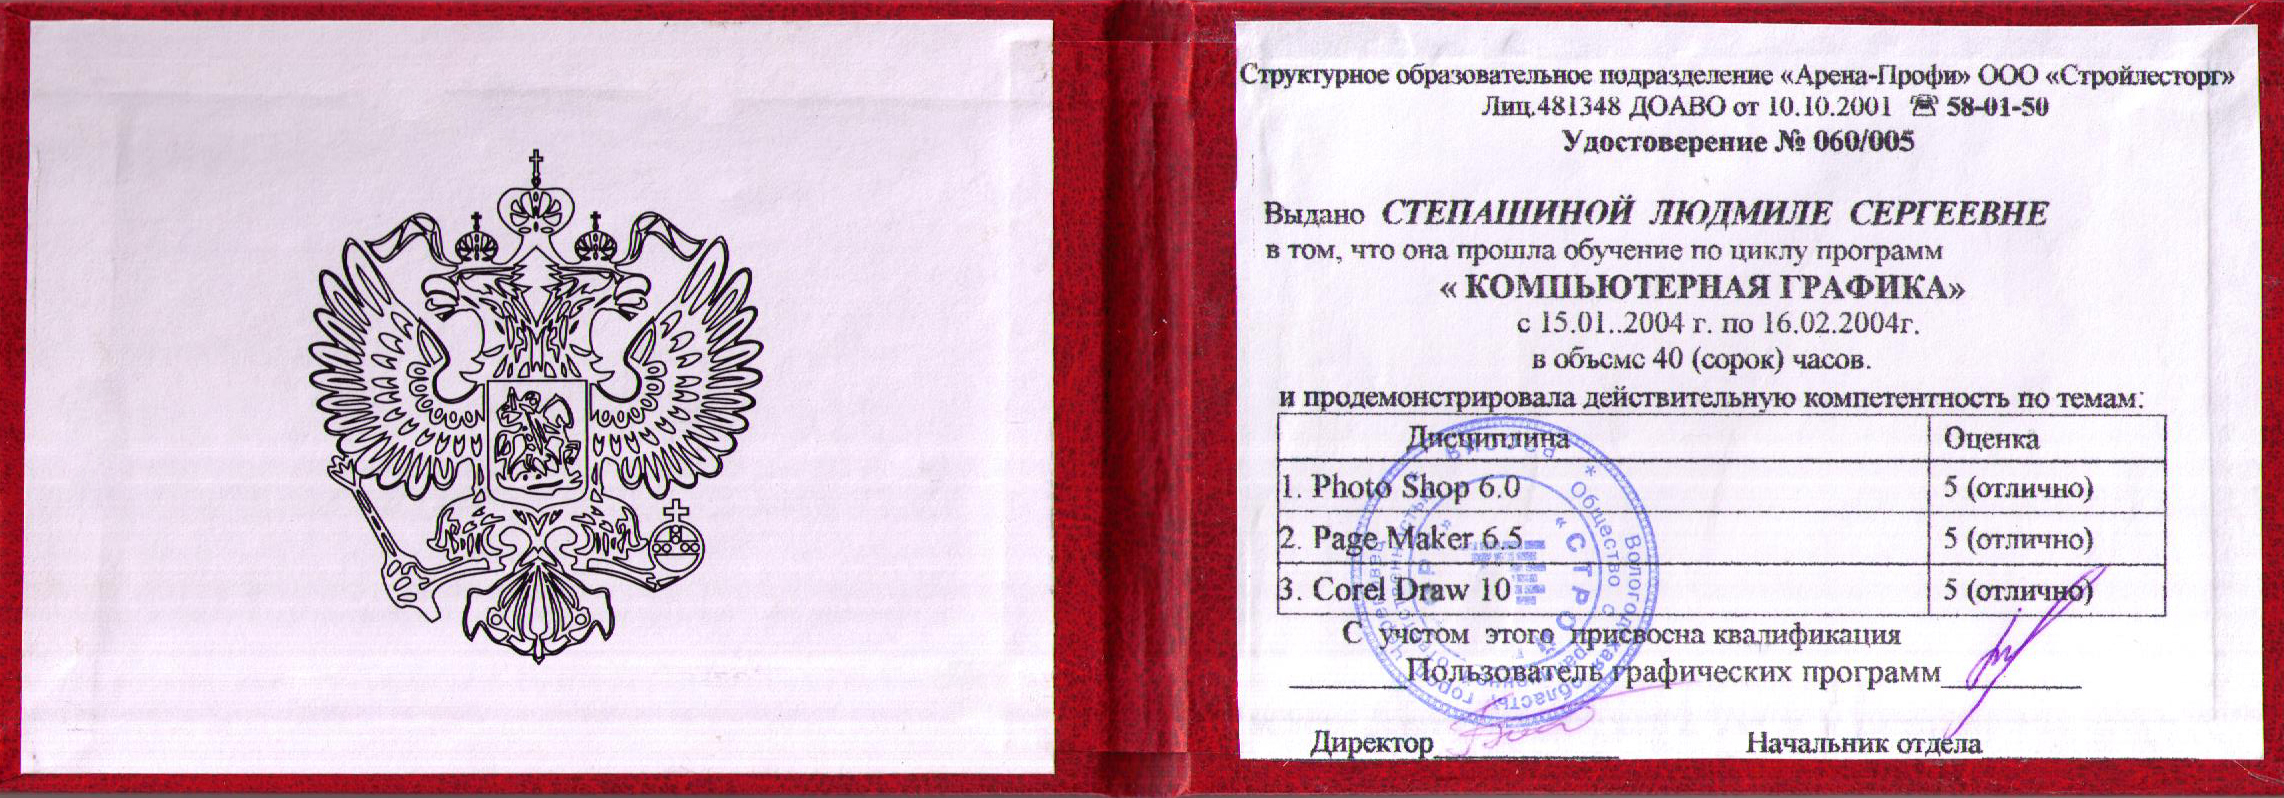 Структурное образовательное подразделение «Арена-Профи» ООО «Стройлесторг»
Лиц.481348 ДОАВО от 10.10.2001 ☏ 58-01-50
Удостоверение № 060/005
Выдано СТЕПАШИНОЙ ЛЮДМИЛЕ СЕРГЕЕВНЕ
в том, что она прошла обучение по циклу программ
« КОМПЬЮТЕРНАЯ ГРАФИКА»
с 15.01..2004 г. по 16.02.2004г.
в объеме 40 (сорок) часов.
и продемонстрировала действительную компетентность по темам:
Дисциплина Оценка
1. Photo Shop 6.0 5 (отлично)
2. Page Maker 6.5 5 (отлично)
3. Corel Draw 10 5 (отлично)
С учетом этого присвоена квалификация
Пользователь графических программ
Директор Начальник отдела
Вологодская область город
Общество с